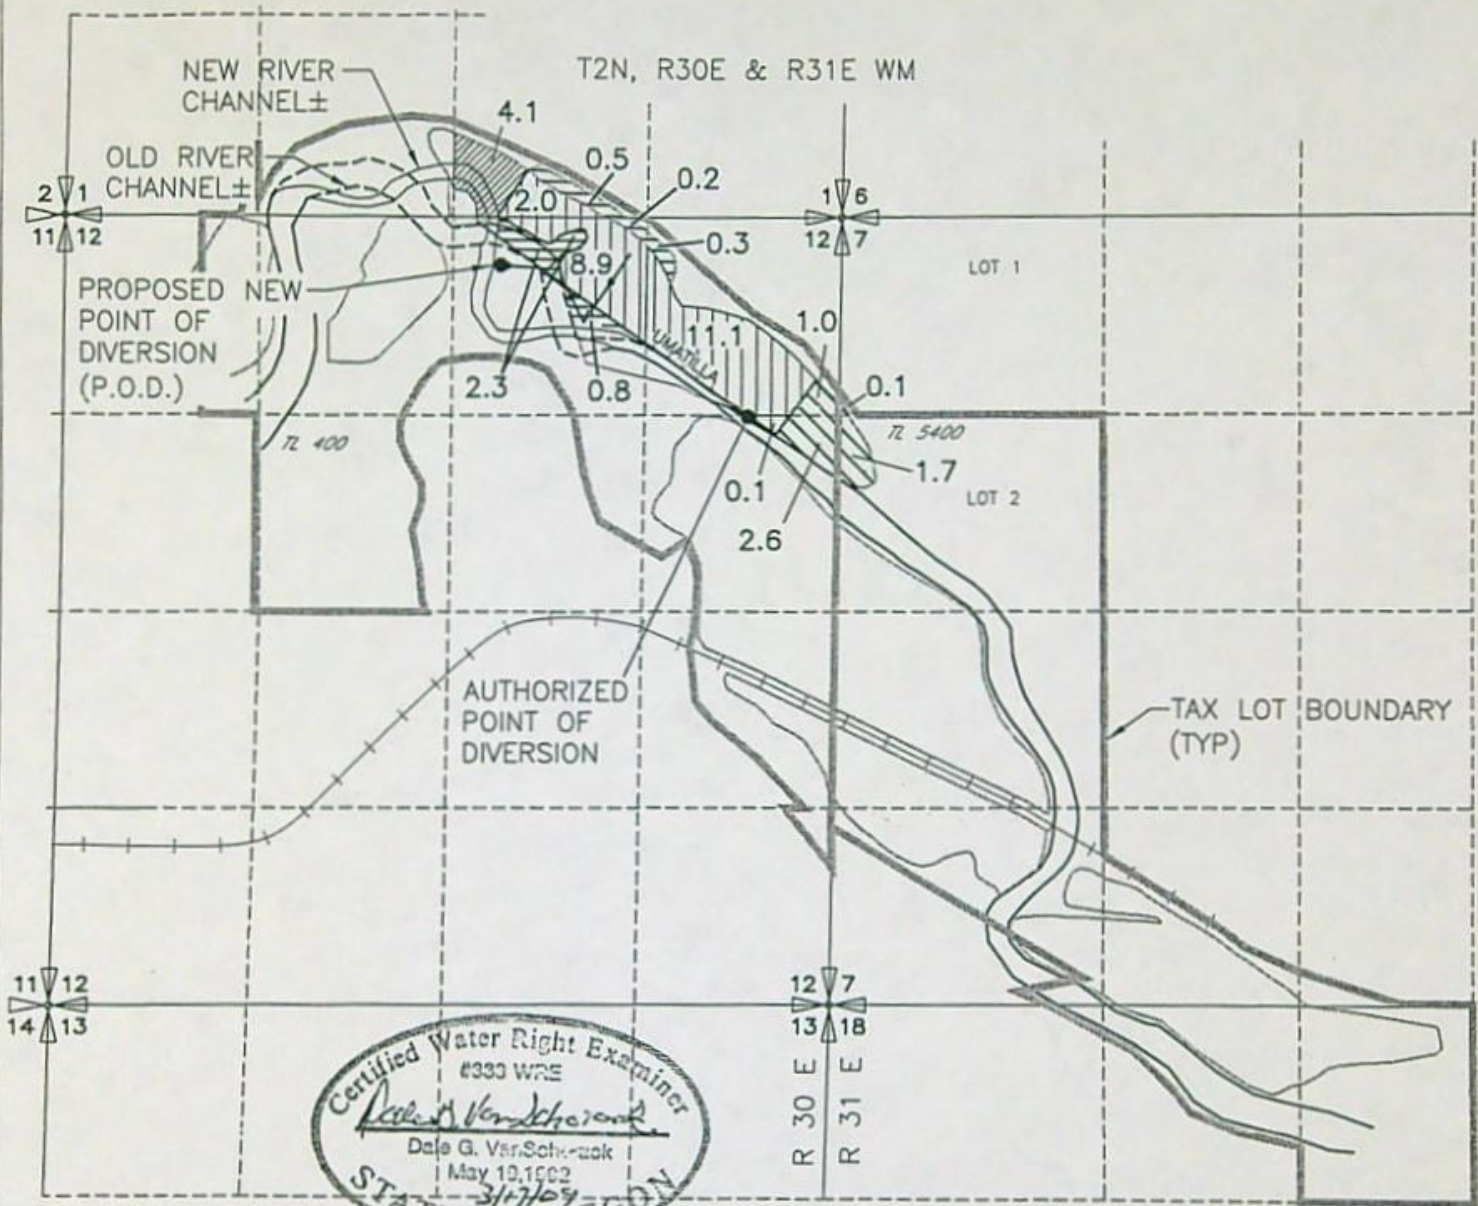 T2N, R30E & R31E WM
NEW RIVER
CHANNEL±
4.1
OLD RIVER
CHANNEL±
0.5
0.2
2 1
11 12
2.0
1 6
12 7
0.3
8.9
LOT 1
PROPOSED NEW
POINT OF
DIVERSION
(P.O.D.)
UMATILLA
11.1
1.0
2.3
0.8
0.1
TL 400
TL 5400
1.7
0.1
LOT 2
2.6
AUTHORIZED
POINT OF
DIVERSION
TAX LOT BOUNDARY
(TYP)
11 12
14 13
12 7
13 18
R 30 E
R 31 E
Certified Water Right Examiner
#333 WRE
Dale G. Van
May 19,1992
3/17/09